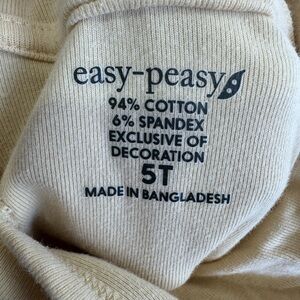 easy-peasy
94% COTTON
6% SPANDEX
EXCLUSIVE OF
DECORATION
5T
MADE IN BANGLADESH